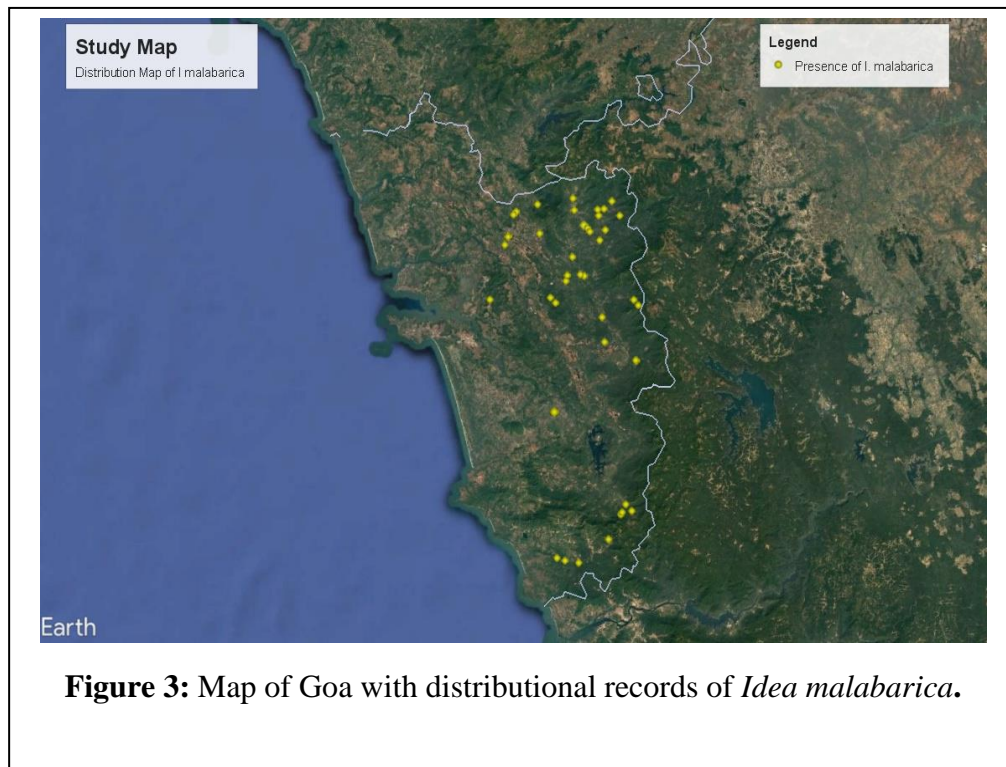 Study Map
Distribution Map of I malabarica
Legend
Presence of I. malabarica
Earth
Figure 3: Map of Goa with distributional records of Idea malabarica.